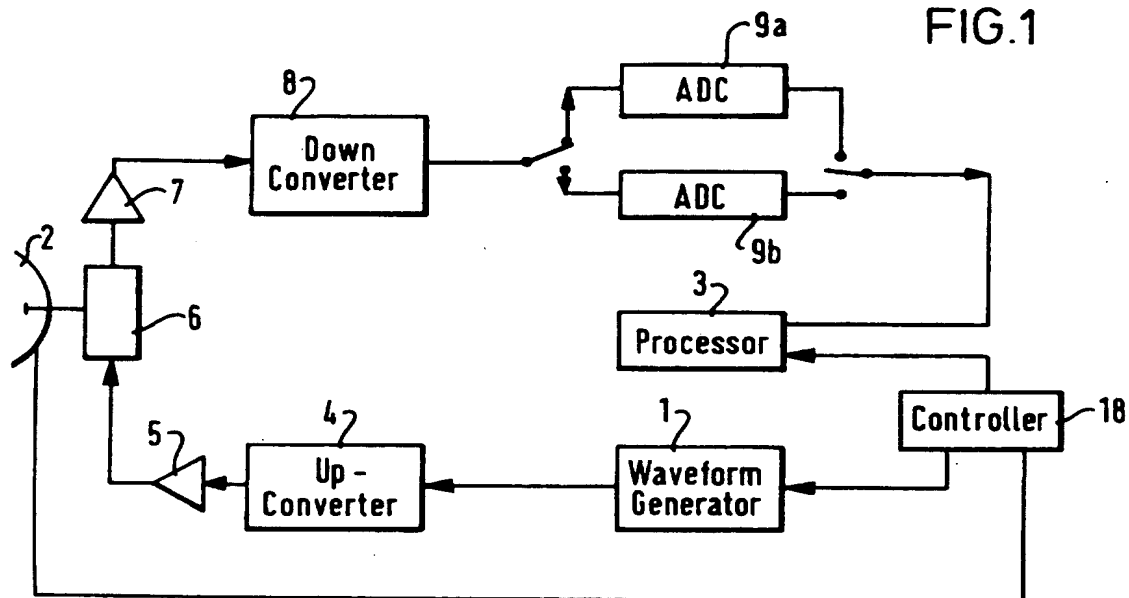 FIG.1
9a
ADC
8
Down
Converter
7
ADC
9b
2
6
3
Processor
Controller
18
5
4
Up-
Converter
1
Waveform
Generator